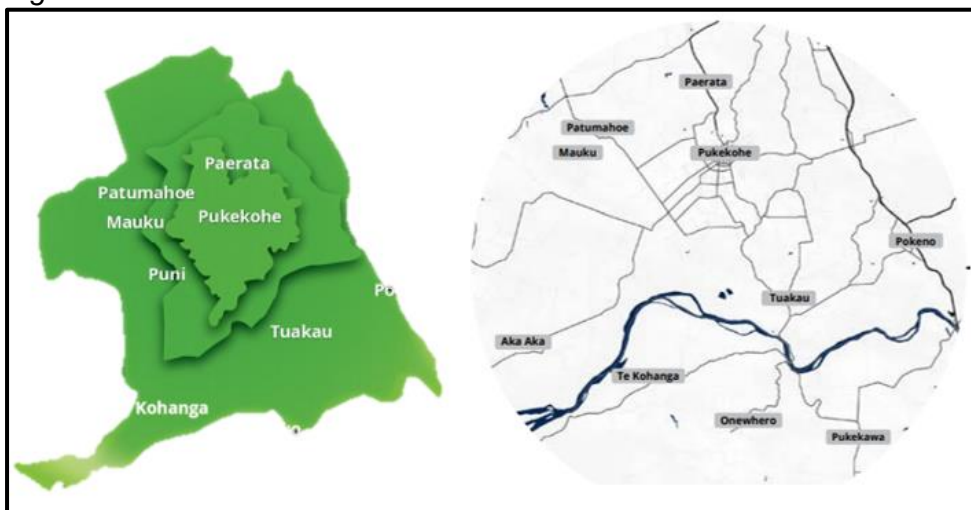 Paerata
Patumahoe
Pukekohe
Mauku
Puni
Tuakau
Kohanga
Paerata
Patumahoe
Mauku
Pukekohe
Pokeno
Tuakau
Aka Aka
Te Kohanga
Onewhero
Pukekawa